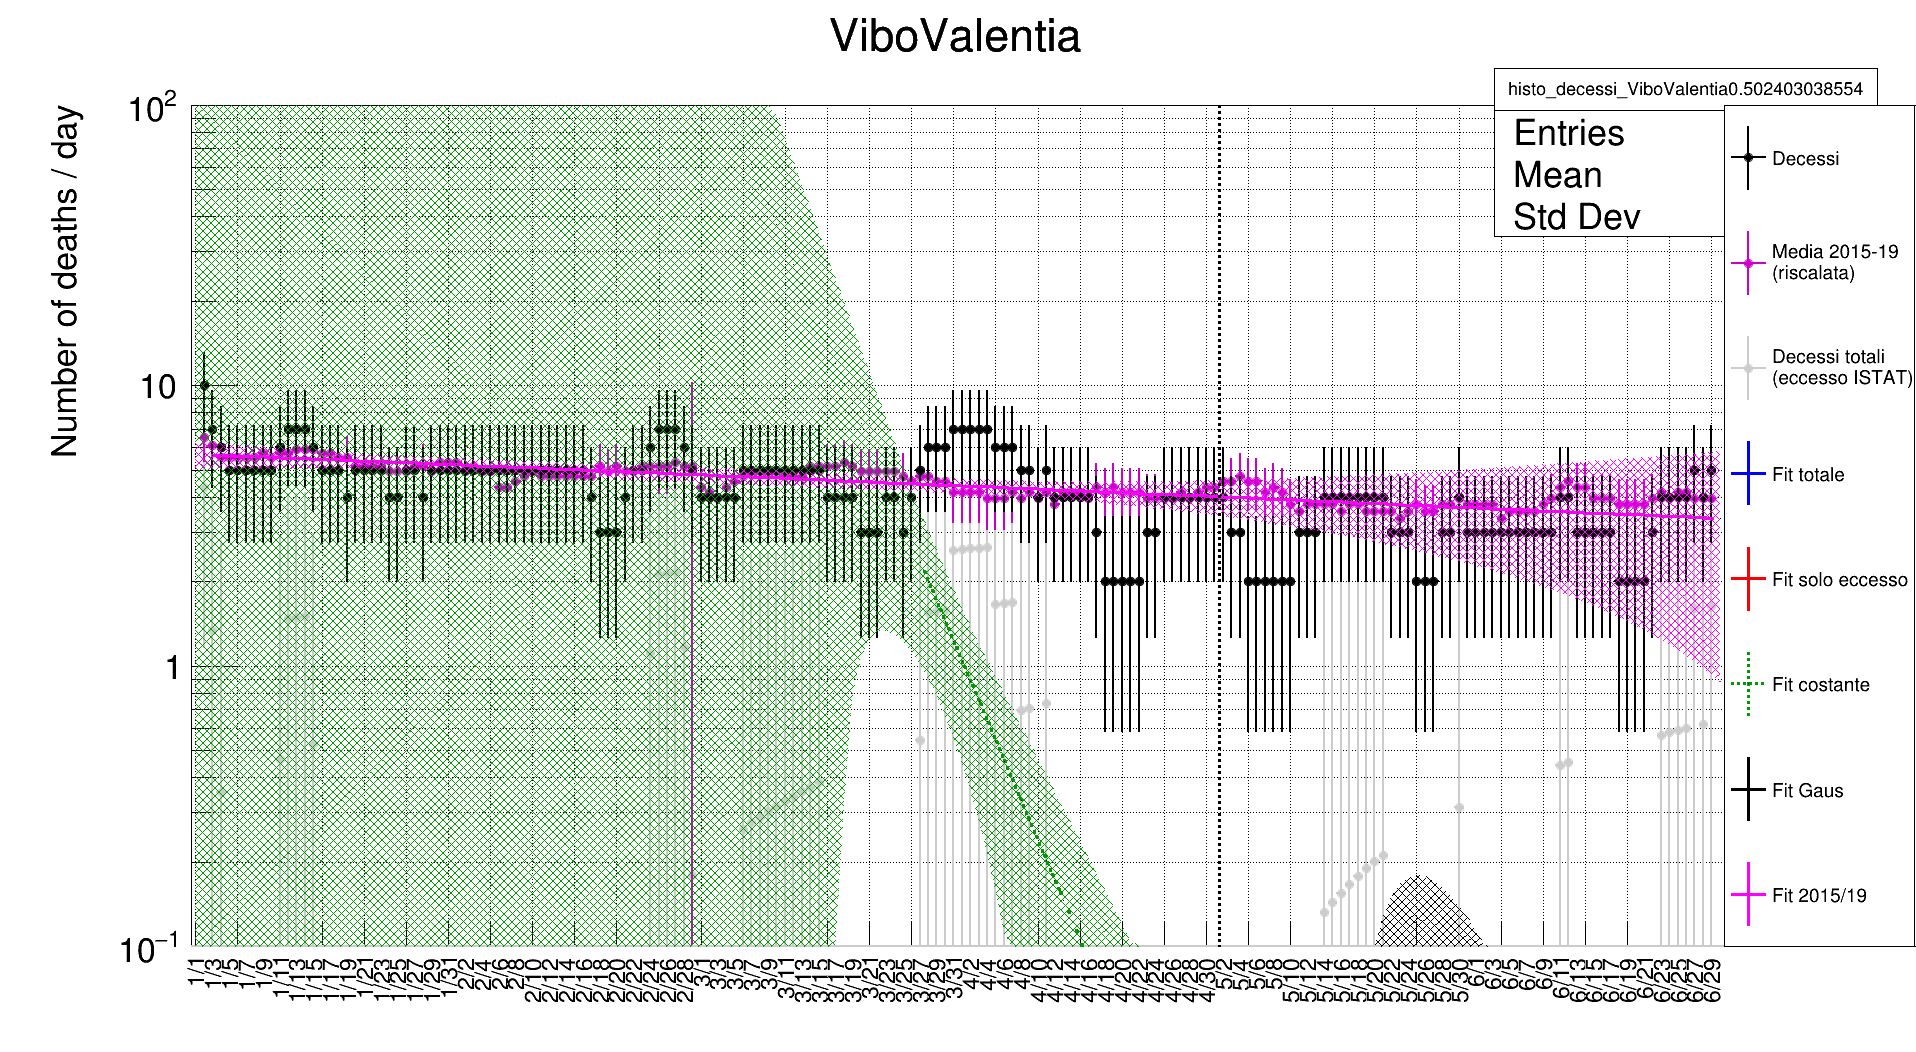 ViboValentia
histo_decessi_ViboValentia0.502403038554
Entries
Mean
Std Dev
Number of deaths / day
10²
10
1
10⁻¹
Decessi
Media 2015-19
(riscalata)
Decessi totali
(eccesso ISTAT)
Fit totale
Fit solo eccesso
Fit costante
Fit Gaus
Fit 2015/19
1/1 1/3 1/5 1/7 1/9 1/11 1/13 1/15 1/17 1/19 1/21 1/23 1/25 1/27 1/29 1/31 2/2 2/4 2/6 2/8 2/10 2/12 2/14 2/16 2/18 2/20 2/22 2/24 2/26 2/28 3/1 3/3 3/5 3/7 3/9 3/11 3/13 3/15 3/17 3/19 3/21 3/23 3/25 3/27 3/29 3/31 4/2 4/4 4/6 4/8 4/10 4/12 4/14 4/16 4/18 4/20 4/22 4/24 4/26 4/28 4/30 5/2 5/4 5/6 5/8 5/10 5/12 5/14 5/16 5/18 5/20 5/22 5/24 5/26 5/28 5/30 6/1 6/3 6/5 6/7 6/9 6/11 6/13 6/15 6/17 6/19 6/21 6/23 6/25 6/27 6/29